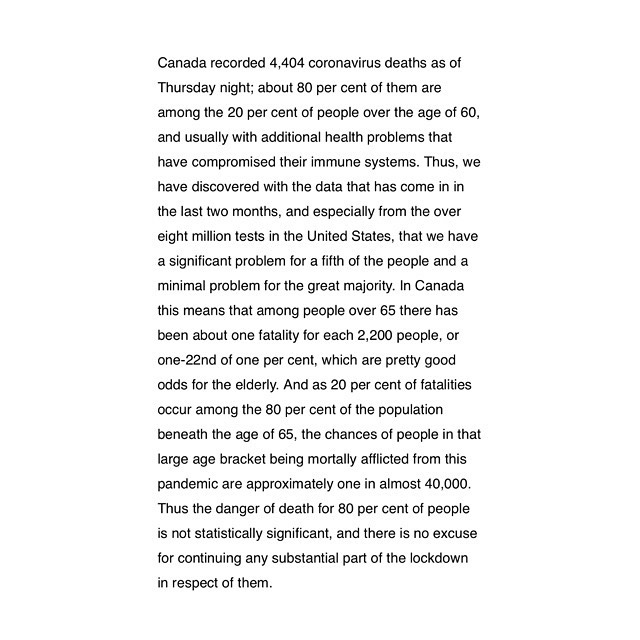 Canada recorded 4,404 coronavirus deaths as of
Thursday night; about 80 per cent of them are
among the 20 per cent of people over the age of 60,
and usually with additional health problems that
have compromised their immune systems. Thus, we
have discovered with the data that has come in in
the last two months, and especially from the over
eight million tests in the United States, that we have
a significant problem for a fifth of the people and a
minimal problem for the great majority. In Canada
this means that among people over 65 there has
been about one fatality for each 2,200 people, or
one-22nd of one per cent, which are pretty good
odds for the elderly. And as 20 per cent of fatalities
occur among the 80 per cent of the population
beneath the age of 65, the chances of people in that
large age bracket being mortally afflicted from this
pandemic are approximately one in almost 40,000.
Thus the danger of death for 80 per cent of people
is not statistically significant, and there is no excuse
for continuing any substantial part of the lockdown
in respect of them.